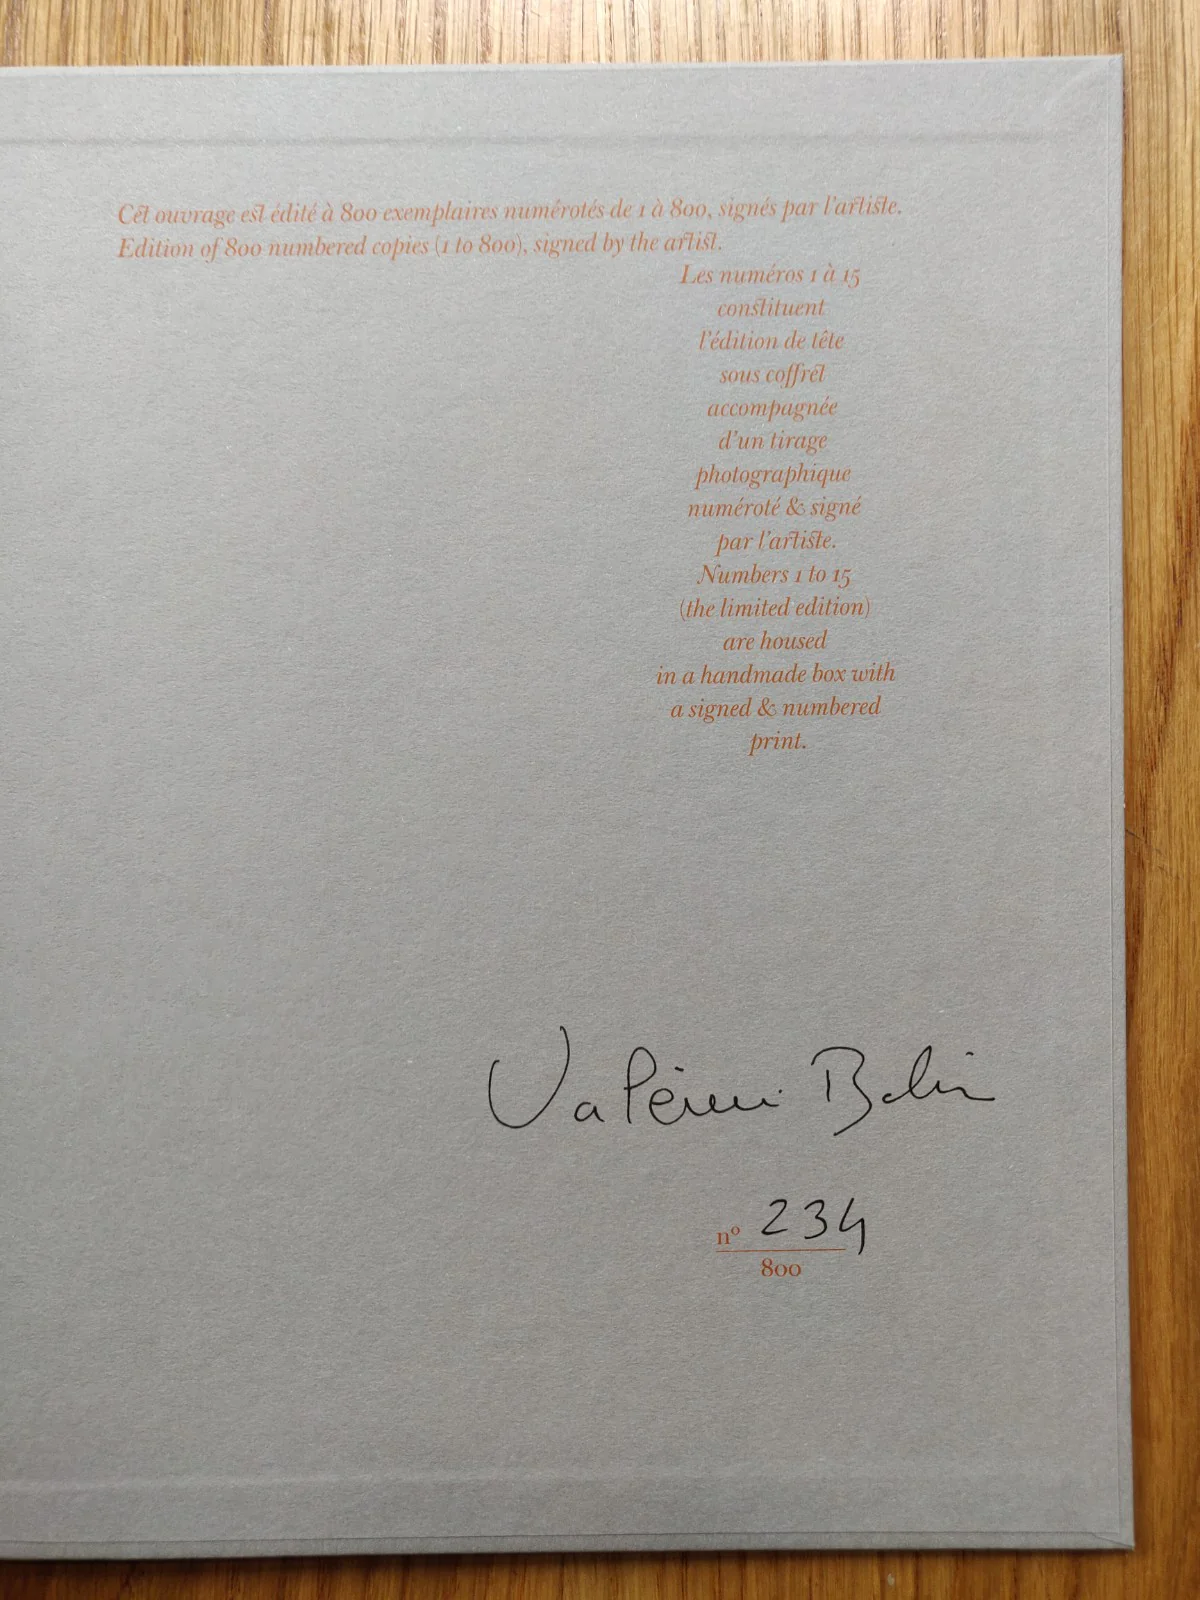 Cet ouvrage est édité à 800 exemplaires numérotés de 1 à 800, signés par l'artiste.
Edition of 800 numbered copies (1 to 800), signed by the artist.
Les numéros 1 à 15
constituent
l'édition de tête
sous coffret
accompagnée
d'un tirage
photographique
numéroté & signé
par l'artiste.
Numbers 1 to 15
(the limited edition)
are housed
in a handmade box with
a signed & numbered
print.
Valérie Belin
nº 234
800